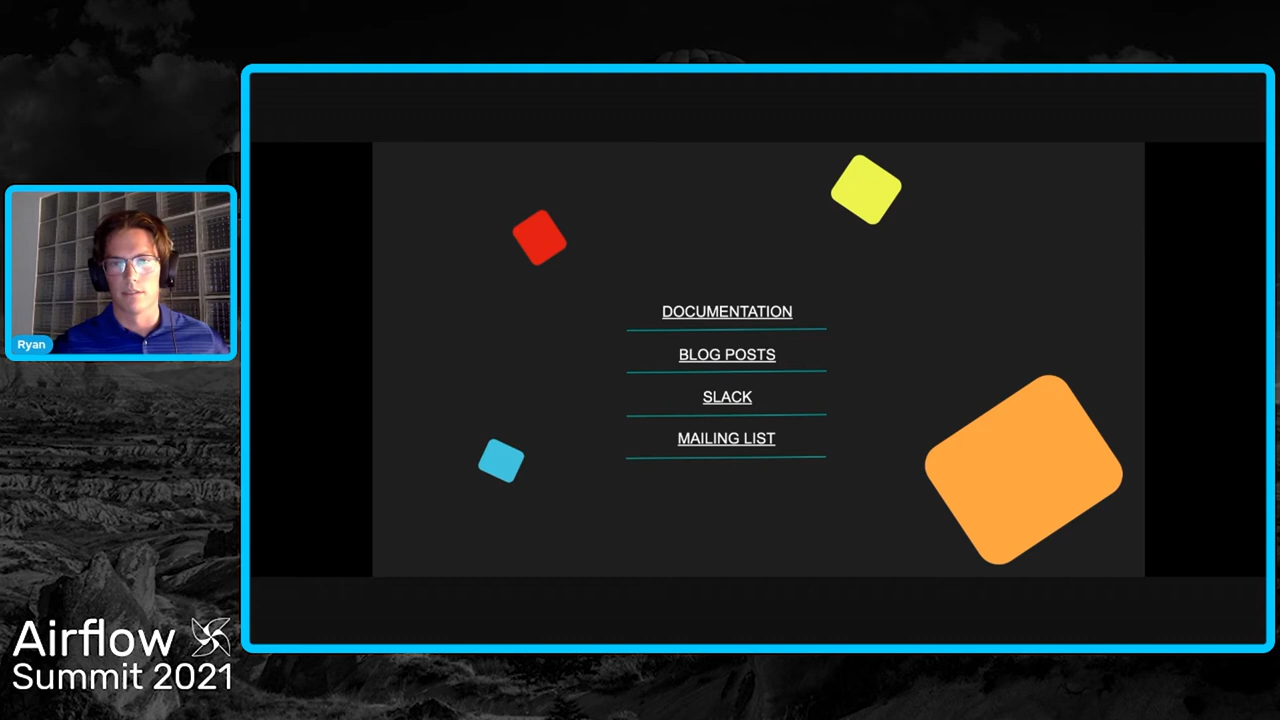 DOCUMENTATION
BLOG POSTS
SLACK
MAILING LIST
Ryan
Airflow
Summit 2021